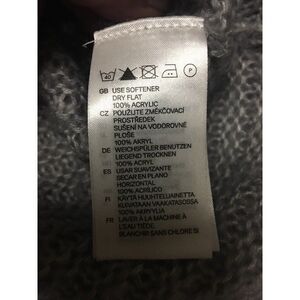 40 P
GB USE SOFTENER
DRY FLAT
100% ACRYLIC
CZ POUŽIJTE ZMĚKČOVACÍ
PROSTŘEDEK
SUŠENÍ NA VODOROVNÉ
PLOŠE
100% AKRYL
DE WEICHSPÜLER BENUTZEN
LIEGEND TROCKNEN
100% ACRYL
ES USAR SUAVIZANTE
SECAR EN PLANO
HORIZONTAL
100% ACRÍLICO
FI KÄYTÄ HUUHTELUAINETTA
KUIVATAAN VAAKATASOSSA
100% AKRYYLIA
FR LAVER À LA MACHINE À
L'EAU TIÈDE,
BLANCHIR SANS CHLORE SI